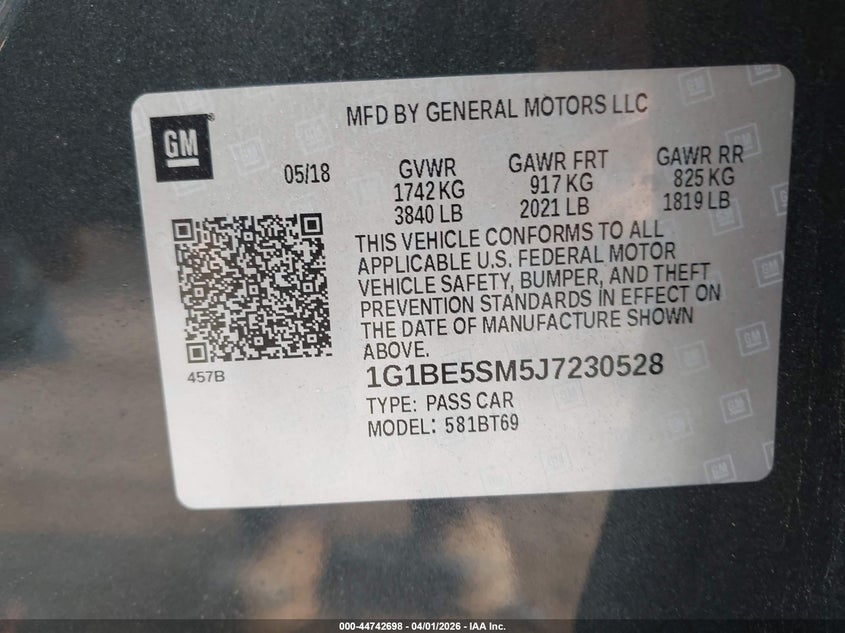 GM
MFD BY GENERAL MOTORS LLC
05/18
GVWR
1742 KG
3840 LB
GAWR FRT
917 KG
2021 LB
GAWR RR
825 KG
1819 LB
THIS VEHICLE CONFORMS TO ALL
APPLICABLE U.S. FEDERAL MOTOR
VEHICLE SAFETY, BUMPER, AND THEFT
PREVENTION STANDARDS IN EFFECT ON
THE DATE OF MANUFACTURE SHOWN
ABOVE.
457B
1G1BE5SM5J7230528
TYPE: PASS CAR
MODEL: 581BT69
000-44742698 - 04/01/2026 - IAA Inc.